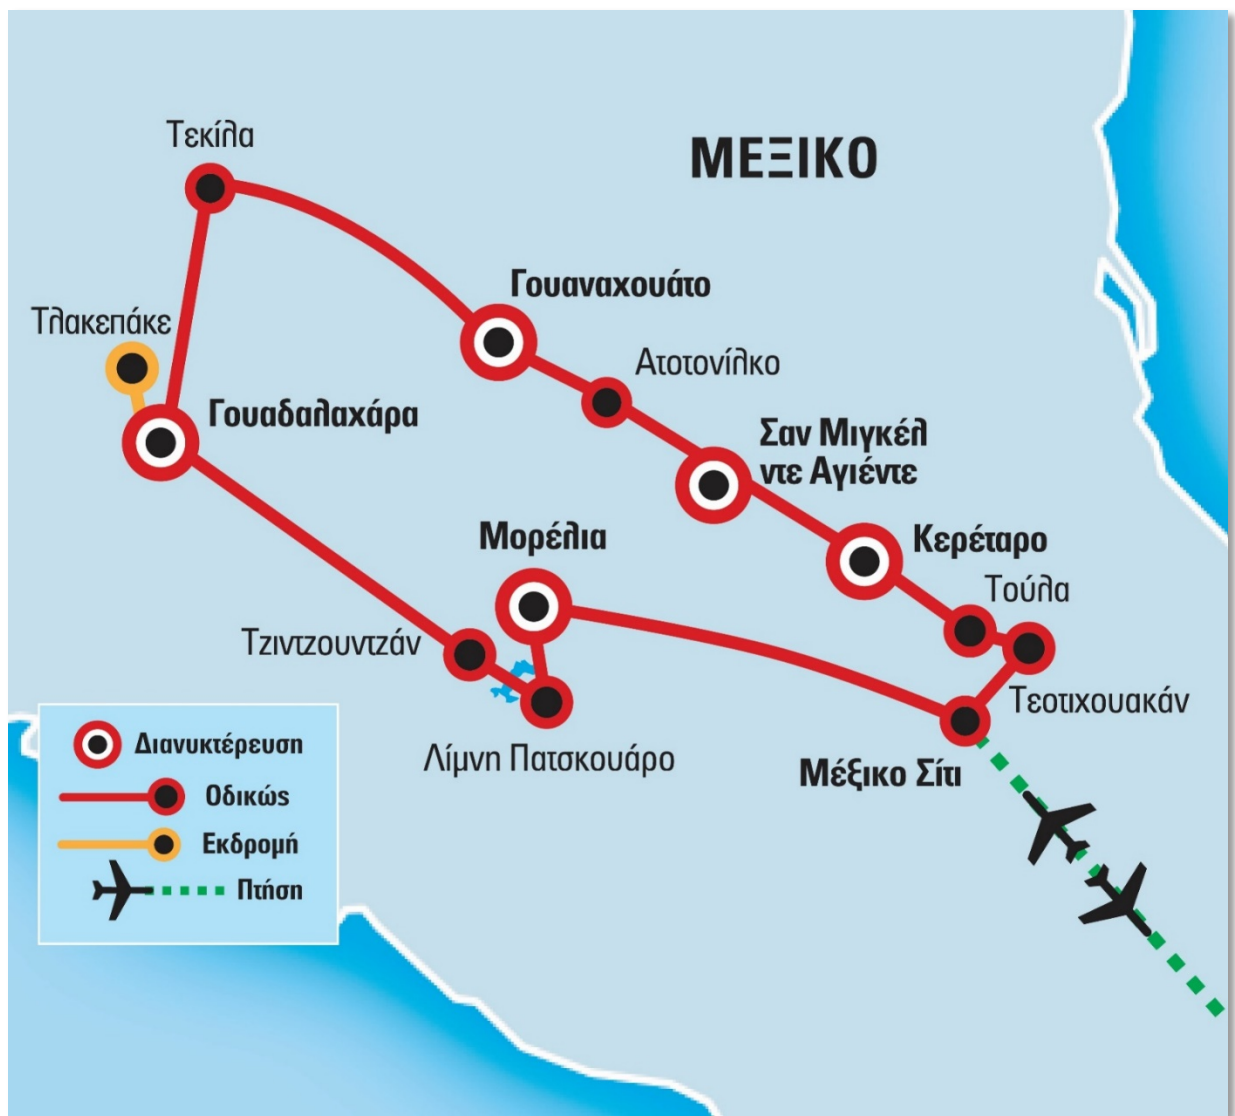 Τεκίλα
ΜΕΞΙΚΟ
Γουαναχουάτο
Τλακεπάκε
Ατοτονίλκο
Γουαδαλαχάρα
Σαν Μιγκέλ
ντε Αγιέντε
Μορέλια
Κερέταρο
Τούλα
Τζιντζουντζάν
Τεοτιχουακάν
Λίμνη Πατσκουάρο
Μέξικο Σίτι
Διανυκτέρευση
Οδικώς
Εκδρομή
Πτήση